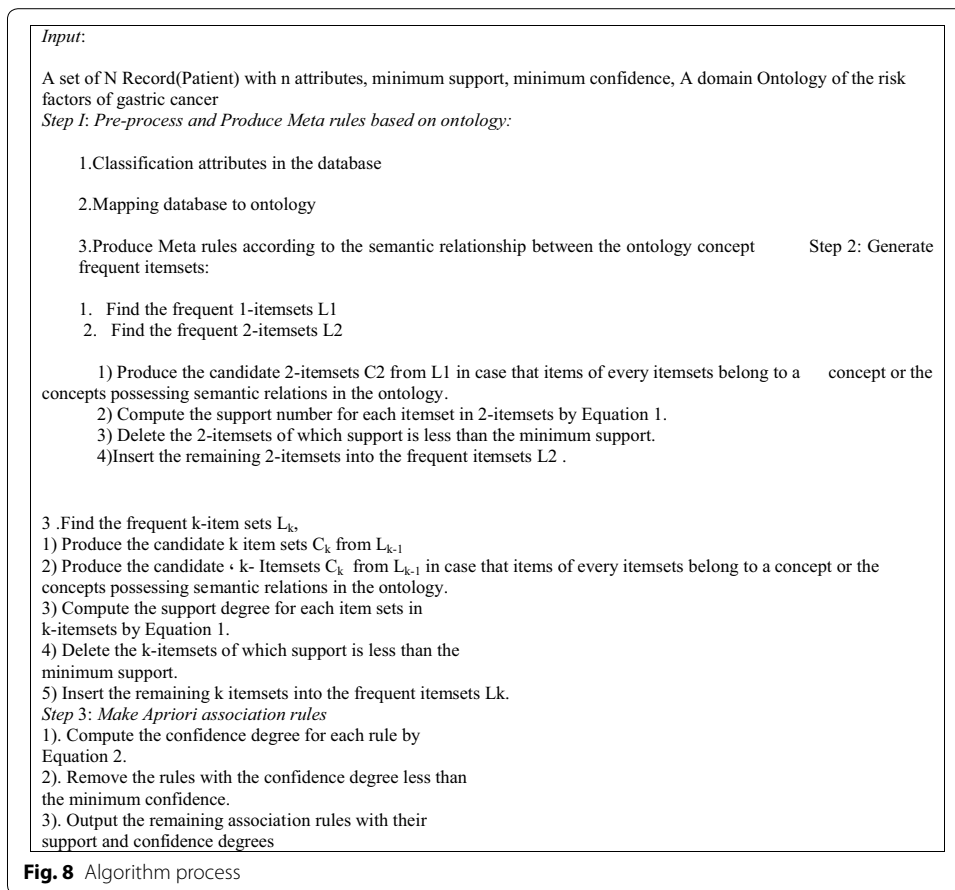 Input:
A set of N Record(Patient) with n attributes, minimum support, minimum confidence, A domain Ontology of the risk
factors of gastric cancer
Step I: Pre-process and Produce Meta rules based on ontology:
1.Classification attributes in the database
2.Mapping database to ontology
3.Produce Meta rules according to the semantic relationship between the ontology concept Step 2: Generate
frequent itemsets:
1. Find the frequent 1-itemsets L1
2. Find the frequent 2-itemsets L2
1) Produce the candidate 2-itemsets C2 from L1 in case that items of every itemsets belong to a concept or the
concepts possessing semantic relations in the ontology.
2) Compute the support number for each itemset in 2-itemsets by Equation 1.
3) Delete the 2-itemsets of which support is less than the minimum support.
4)Insert the remaining 2-itemsets into the frequent itemsets L2 .
3 .Find the frequent k-item sets Lk,
1) Produce the candidate k item sets Ck from Lk-1
2) Produce the candidate ، k- Itemsets Ck from Lk-1 in case that items of every itemsets belong to a concept or the
concepts possessing semantic relations in the ontology.
3) Compute the support degree for each item sets in
k-itemsets by Equation 1.
4) Delete the k-itemsets of which support is less than the
minimum support.
5) Insert the remaining k itemsets into the frequent itemsets Lk.
Step 3: Make Apriori association rules
1). Compute the confidence degree for each rule by
Equation 2.
2). Remove the rules with the confidence degree less than
the minimum confidence.
3). Output the remaining association rules with their
support and confidence degrees
Fig. 8 Algorithm process